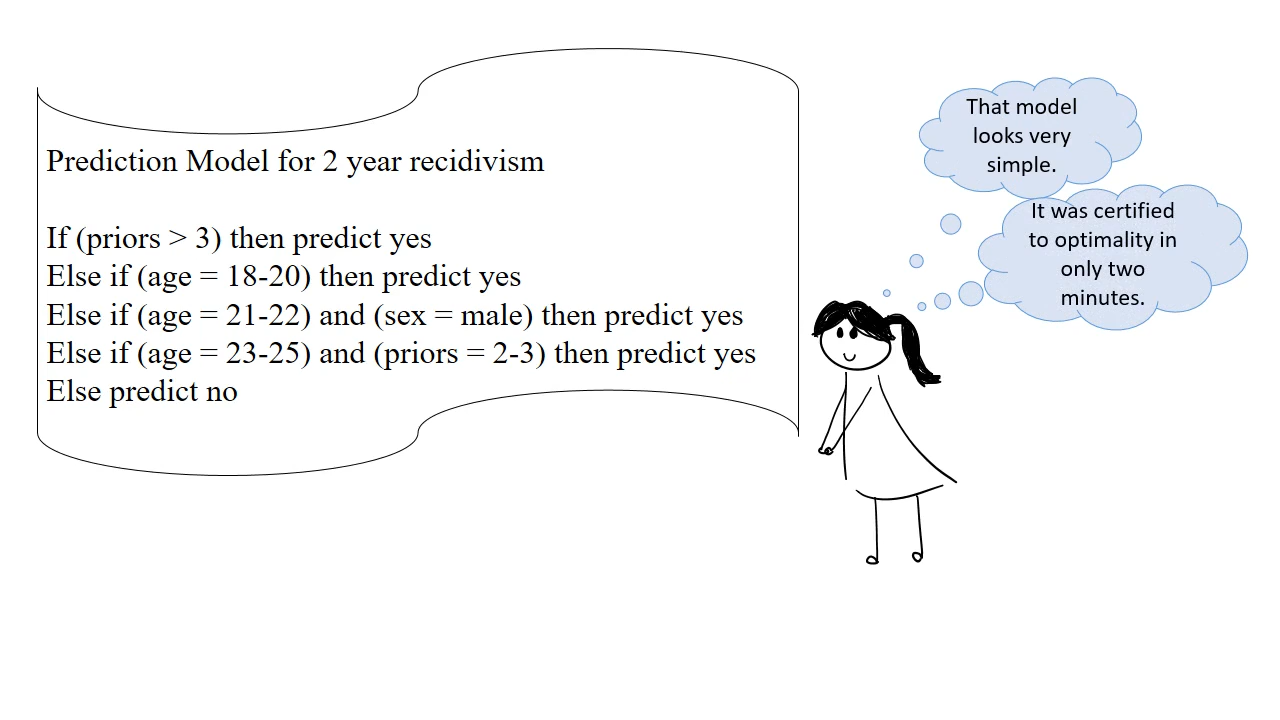 Prediction Model for 2 year recidivism
If (priors > 3) then predict yes
Else if (age = 18-20) then predict yes
Else if (age = 21-22) and (sex = male) then predict yes
Else if (age = 23-25) and (priors = 2-3) then predict yes
Else predict no
That model
looks very
simple.
It was certified
to optimality in
only two
minutes.